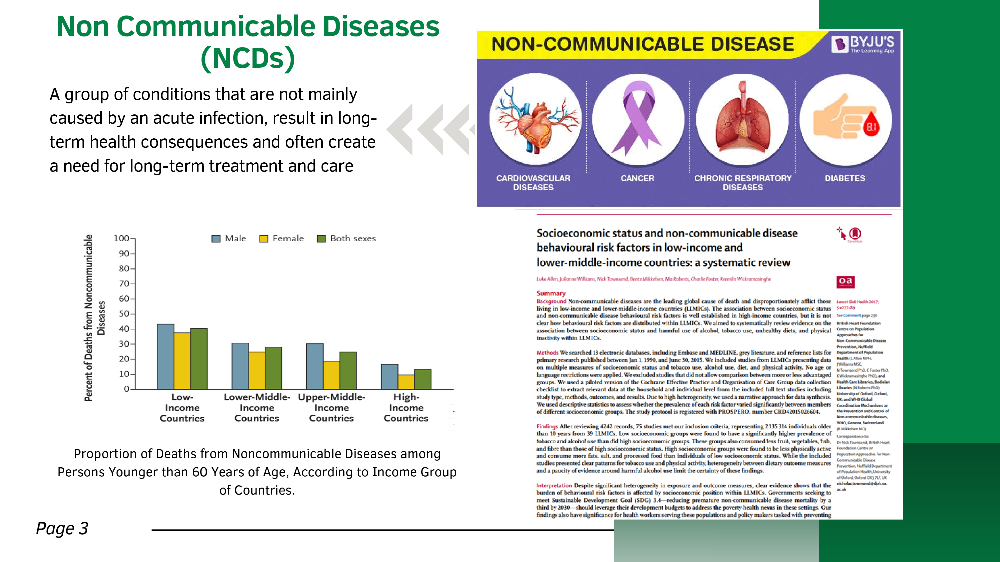 Non Communicable Diseases
(NCDs)
A group of conditions that are not mainly
caused by an acute infection, result in long-
term health consequences and often create
a need for long-term treatment and care
NON-COMMUNICABLE DISEASE
BYJU'S
The Learning App
8.1
CARDIOVASCULAR
DISEASES
CANCER
CHRONIC RESPIRATORY
DISEASES
DIABETES
Percent of Deaths from Noncommunicable
Diseases
100
90
80
70
60
50
40
30
20
10
0
Male
Female
Both sexes
Low-
Income
Countries
Lower-Middle-
Income
Countries
Upper-Middle-
Income
Countries
High-
Income
Countries
Proportion of Deaths from Noncommunicable Diseases among
Persons Younger than 60 Years of Age, According to Income Group
of Countries.
Page 3
Socioeconomic status and non-communicable disease
behavioural risk factors in low-income and
lower-middle-income countries: a systematic review
CrossMark
Luke Allen, Julianne Williams, Nick Townsend, Bente Mikkelsen, Nia Roberts, Charlie Foster, Kremlin Wickramasinghe
oa
Summary
Background Non-communicable diseases are the leading global cause of death and disproportionately afflict those
living in low-income and lower-middle-income countries (LLMICs). The association between socioeconomic status
and non-communicable disease behavioural risk factors is well established in high-income countries, but it is not
clear how behavioural risk factors are distributed within LLMICs. We aimed to systematically review evidence on the
association between socioeconomic status and harmful use of alcohol, tobacco use, unhealthy diets, and physical
inactivity within LLMICs.
Methods We searched 13 electronic databases, including Embase and MEDLINE, grey literature, and reference lists for
primary research published between Jan 1, 1990, and June 30, 2015. We included studies from LLMICs presenting data
on multiple measures of socioeconomic status and tobacco use, alcohol use, diet, and physical activity. No age or
language restrictions were applied. We excluded studies that did not allow comparison between more or less advantaged
groups. We used a piloted version of the Cochrane Effective Practice and Organisation of Care Group data collection
checklist to extract relevant data at the household and individual level from the included full text studies including
study type, methods, outcomes, and results. Due to high heterogeneity, we used a narrative approach for data synthesis.
We used descriptive statistics to assess whether the prevalence of each risk factor varied significantly between members
of different socioeconomic groups. The study protocol is registered with PROSPERO, number CRD42015026604.
Findings After reviewing 4242 records, 75 studies met our inclusion criteria, representing 2 135 314 individuals older
than 10 years from 39 LLMICs. Low socioeconomic groups were found to have a significantly higher prevalence of
tobacco and alcohol use than did high socioeconomic groups. These groups also consumed less fruit, vegetables, fish,
and fibre than those of high socioeconomic status. High socioeconomic groups were found to be less physically active
and consume more fats, salt, and processed food than individuals of low socioeconomic status. While the included
studies presented clear patterns for tobacco use and physical activity, heterogeneity between dietary outcome measures
and a paucity of evidence around harmful alcohol use limit the certainty of these findings.
Interpretation Despite significant heterogeneity in exposure and outcome measures, clear evidence shows that the
burden of behavioural risk factors is affected by socioeconomic position within LLMICs. Governments seeking to
meet Sustainable Development Goal (SDG) 3.4—reducing premature non-communicable disease mortality by a
third by 2030—should leverage their development budgets to address the poverty-health nexus in these settings. Our
findings also have significance for health workers serving these populations and policy makers tasked with preventing
Lancet Glob Health 2017;
5: e277–89
See Comment page 230
British Heart Foundation
Centre on Population
Approaches for
Non-Communicable Disease
Prevention, Nuffield
Department of Population
Health (L Allen MPH,
J Williams MSC,
N Townsend PhD, C Foster PhD,
K Wickramasinghe PhD), and
Health Care Libraries, Bodleian
Libraries (N Roberts PhD)
University of Oxford, Oxford,
UK; and WHO Global
Coordination Mechanisms on
the Prevention and Control of
Non-communicable diseases,
WHO, Geneva, Switzerland
(B Mikkelsen MD)
Correspondence to:
Dr Nick Townsend, British Heart
Foundation Centre on
Population Approaches for Non-
Communicable Disease
Prevention, Nuffield Department
of Population Health, University
of Oxford, Oxford OX3 7LF, UK
nicholas.townsend@dph.ox.
ac.uk